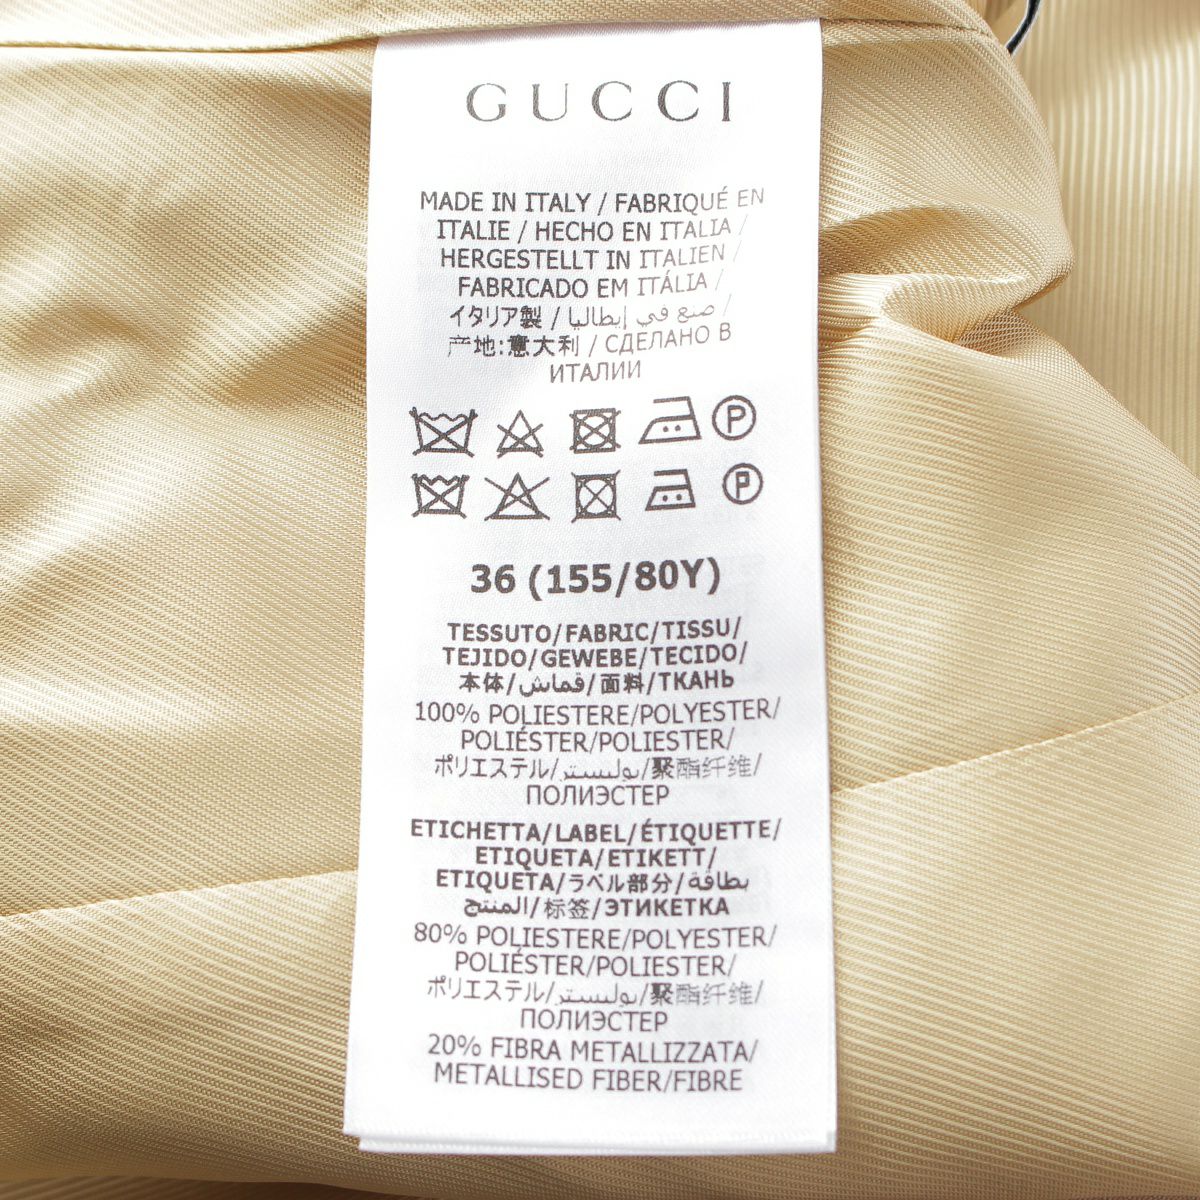 GUCCI
MADE IN ITALY / FABRIQUÉ EN
ITALIE / HECHO EN ITALIA /
HERGESTELLT IN ITALIEN /
FABRICADO EM ITÁLIA /
イタリア製 / صنع في إيطاليا /
产地:意大利 / СДЕЛАНО В
ИТАЛИИ
P
P
36 (155/80Y)
TESSUTO/FABRIC/TISSU/
TEJIDO/GEWEBE/TECIDO/
本体/قماش/面料/ТКАНЬ
100% POLIESTERE/POLYESTER/
POLIÉSTER/POLIESTER/
ポリエステル/بوليستر/聚酯纤维/
ПОЛИЭСТЕР
ETICHETTA/LABEL/ÉTIQUETTE/
ETIQUETA/ETIKETT/
ETIQUETA/ラベル部分/بطاقة
المنتج/标签/ЭТИКЕТКА
80% POLIESTERE/POLYESTER/
POLIÉSTER/POLIESTER/
ポリエステル/بوليستر/聚酯纤维/
ПОЛИЭСТЕР
20% FIBRA METALLIZZATA/
METALLISED FIBER/FIBRE